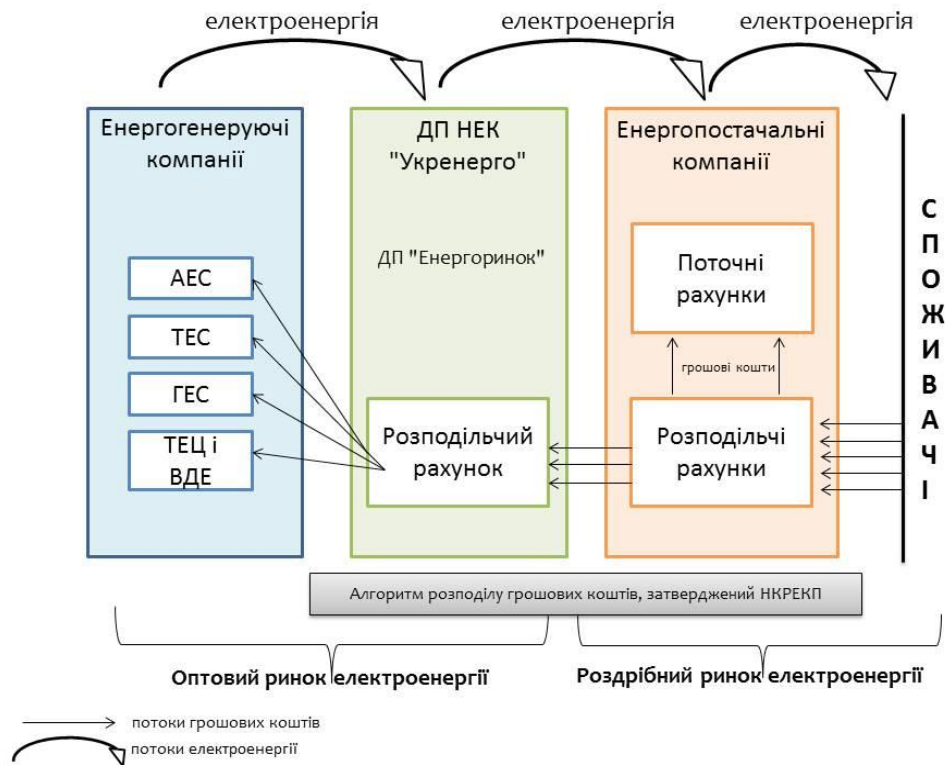 електроенергія
електроенергія
електроенергія
Енергогенеруючі
компанії
АЕС
ТЕС
ГЕС
ТЕЦ і
ВДЕ
ДП НЕК
"Укренерго"
ДП "Енергоринок"
Розподільчий
рахунок
Енергопостачальні
компанії
Поточні
рахунки
грошові кошти
Розподільчі
рахунки
С
П
О
Ж
И
В
А
Ч
І
Алгоритм розподілу грошових коштів, затверджений НКРЕКП
Оптовий ринок електроенергії
Роздрібний ринок електроенергії
потоки грошових коштів
потоки електроенергії